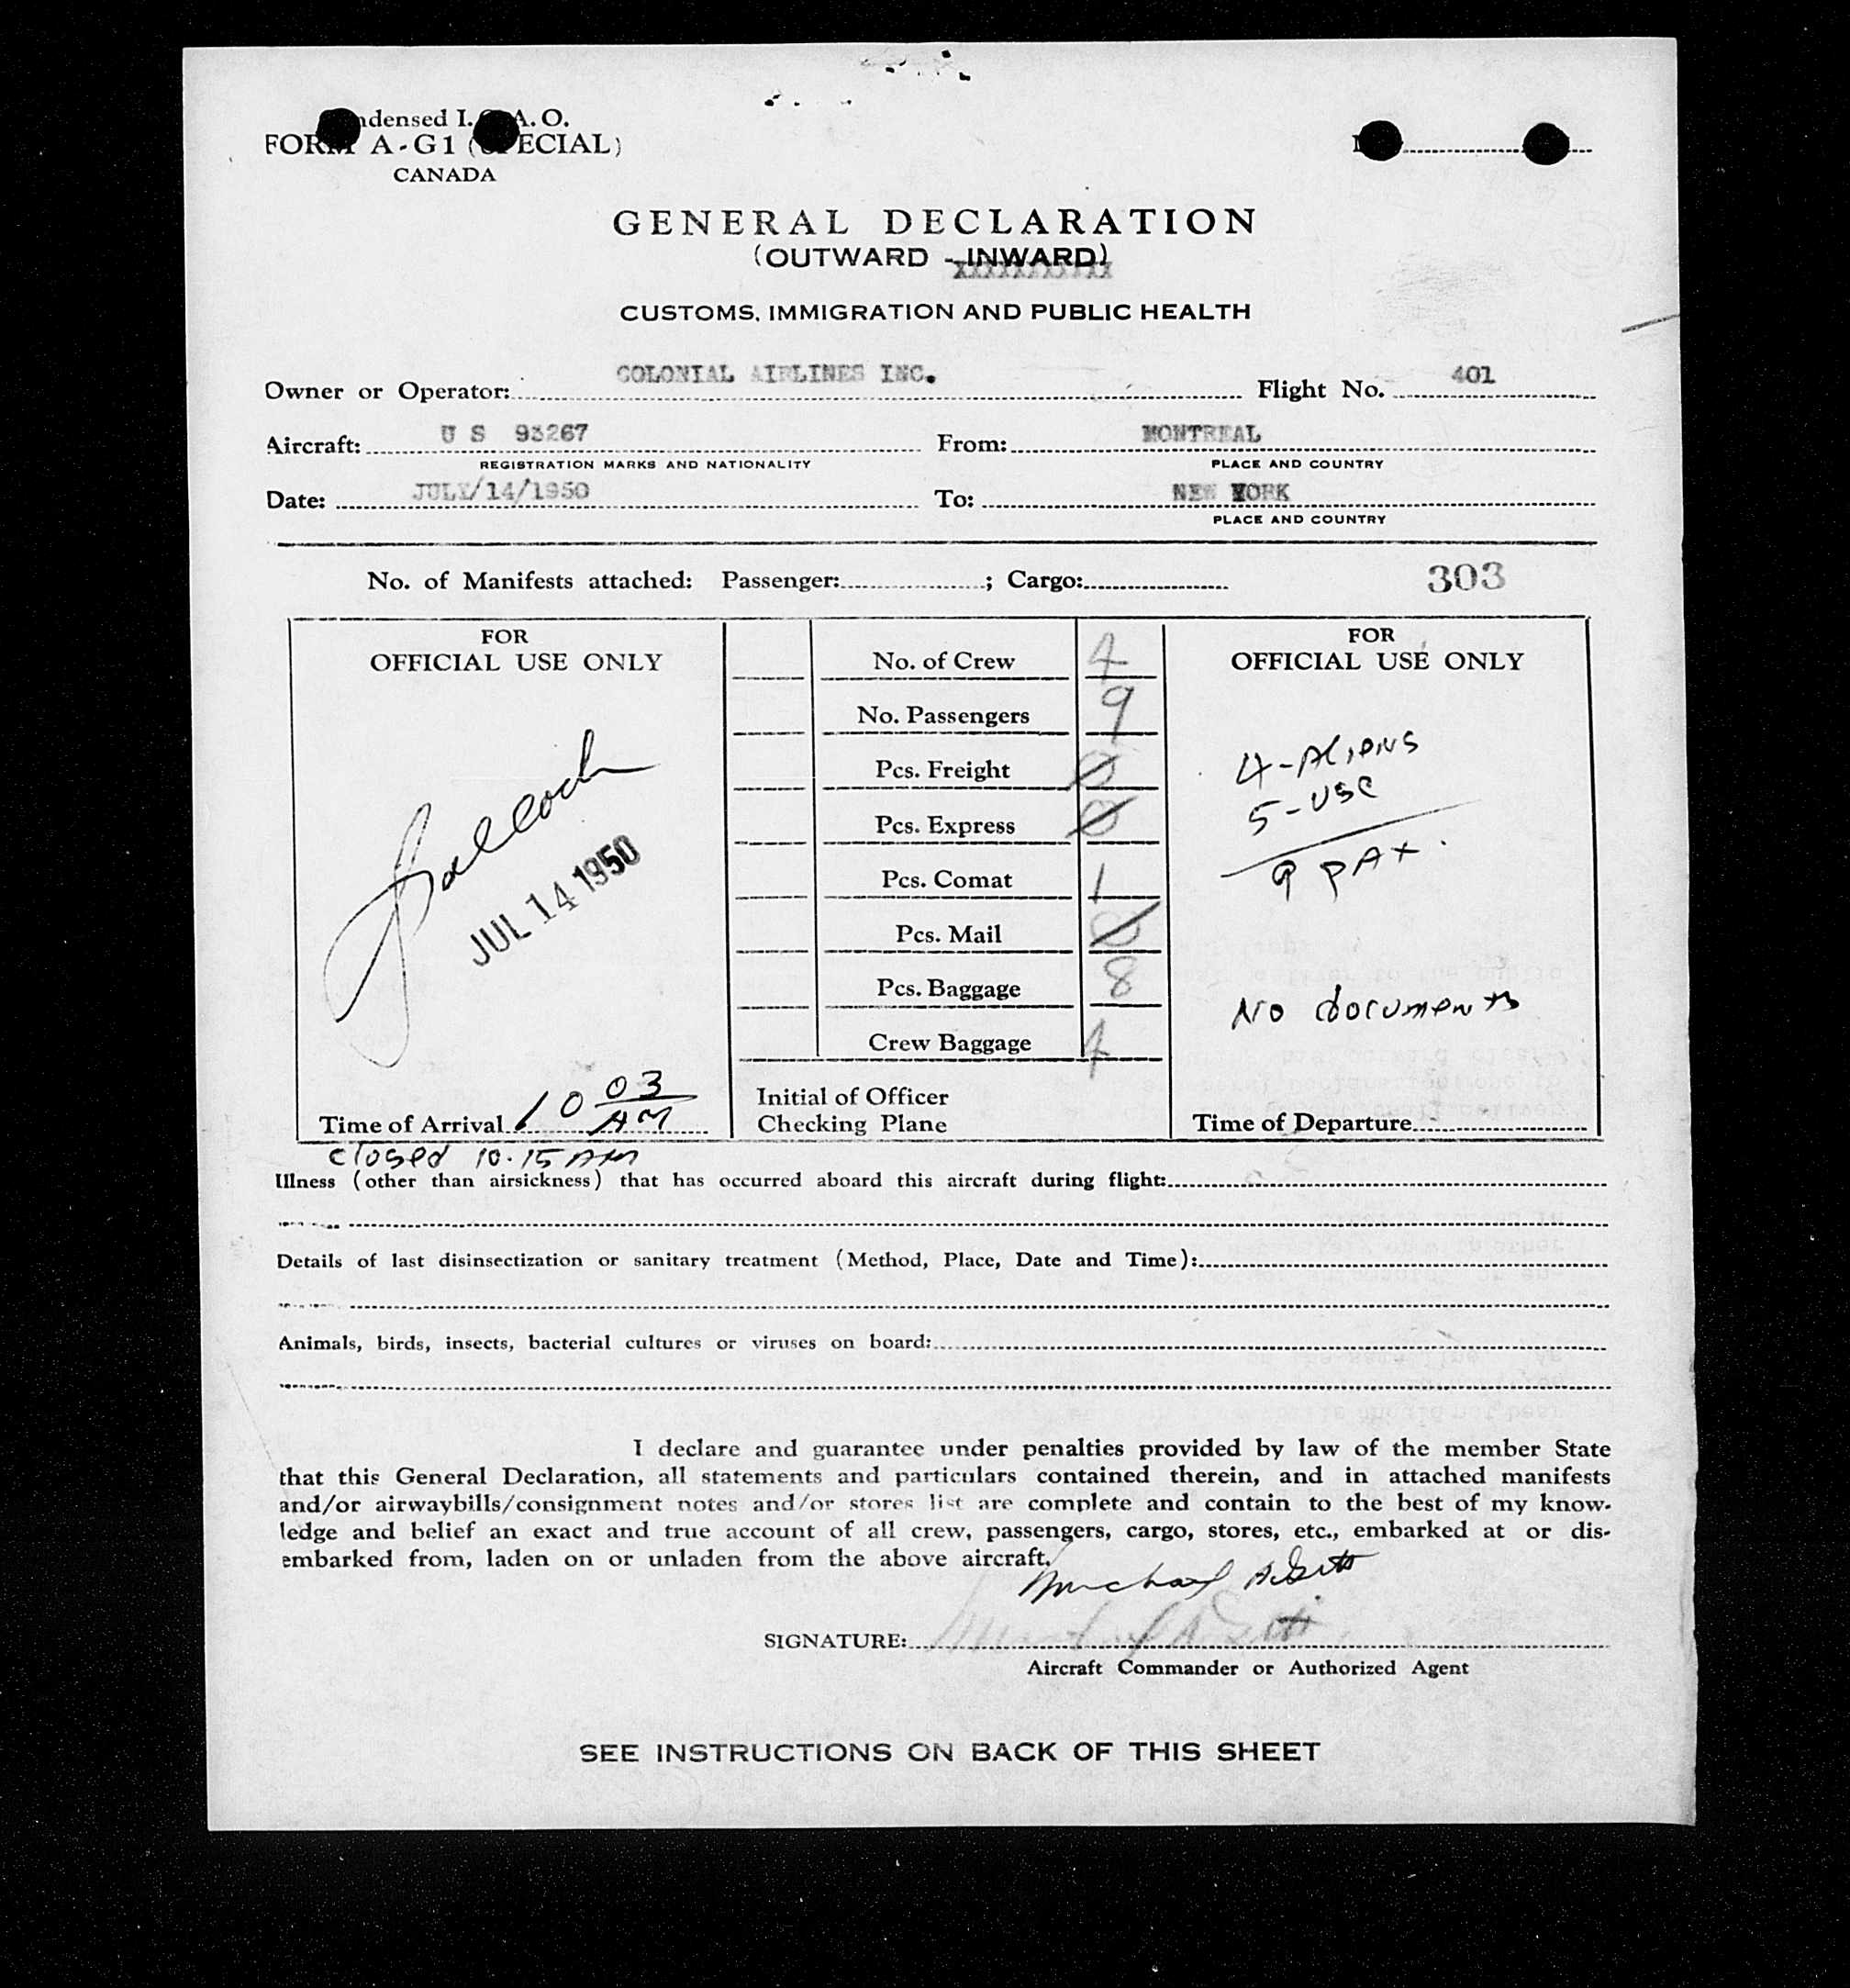 Condensed I.C.A.O.
FORM A-G1 (SPECIAL)
CANADA
GENERAL DECLARATION
(OUTWARD - INWARD)
XXXXXXXXXXX
CUSTOMS, IMMIGRATION AND PUBLIC HEALTH
Owner or Operator: COLONIAL AIRLINES INC. Flight No. 401
Aircraft: U S 93267 From: MONTREAL
REGISTRATION MARKS AND NATIONALITY PLACE AND COUNTRY
Date: JULY/14/1950 To: NEW YORK
PLACE AND COUNTRY
No. of Manifests attached: Passenger: ; Cargo: 303
FOR
OFFICIAL USE ONLY
JUL 14 1950
Time of Arrival 10 03 AM
closed 10.15 AM
No. of Crew 4
No. Passengers 9
Pcs. Freight 0
Pcs. Express 0
Pcs. Comat 1
Pcs. Mail 0
Pcs. Baggage 8
Crew Baggage 4
Initial of Officer
Checking Plane
FOR
OFFICIAL USE ONLY
4-Aliens
5-USC
9 PAX.
No documents
Time of Departure
Illness (other than airsickness) that has occurred aboard this aircraft during flight:
Details of last disinsectization or sanitary treatment (Method, Place, Date and Time):
Animals, birds, insects, bacterial cultures or viruses on board:
I declare and guarantee under penalties provided by law of the member State
that this General Declaration, all statements and particulars contained therein, and in attached manifests
and/or airwaybills/consignment notes and/or stores list are complete and contain to the best of my know-
ledge and belief an exact and true account of all crew, passengers, cargo, stores, etc., embarked at or dis-
embarked from, laden on or unladen from the above aircraft.
Michael
SIGNATURE:
Aircraft Commander or Authorized Agent
SEE INSTRUCTIONS ON BACK OF THIS SHEET